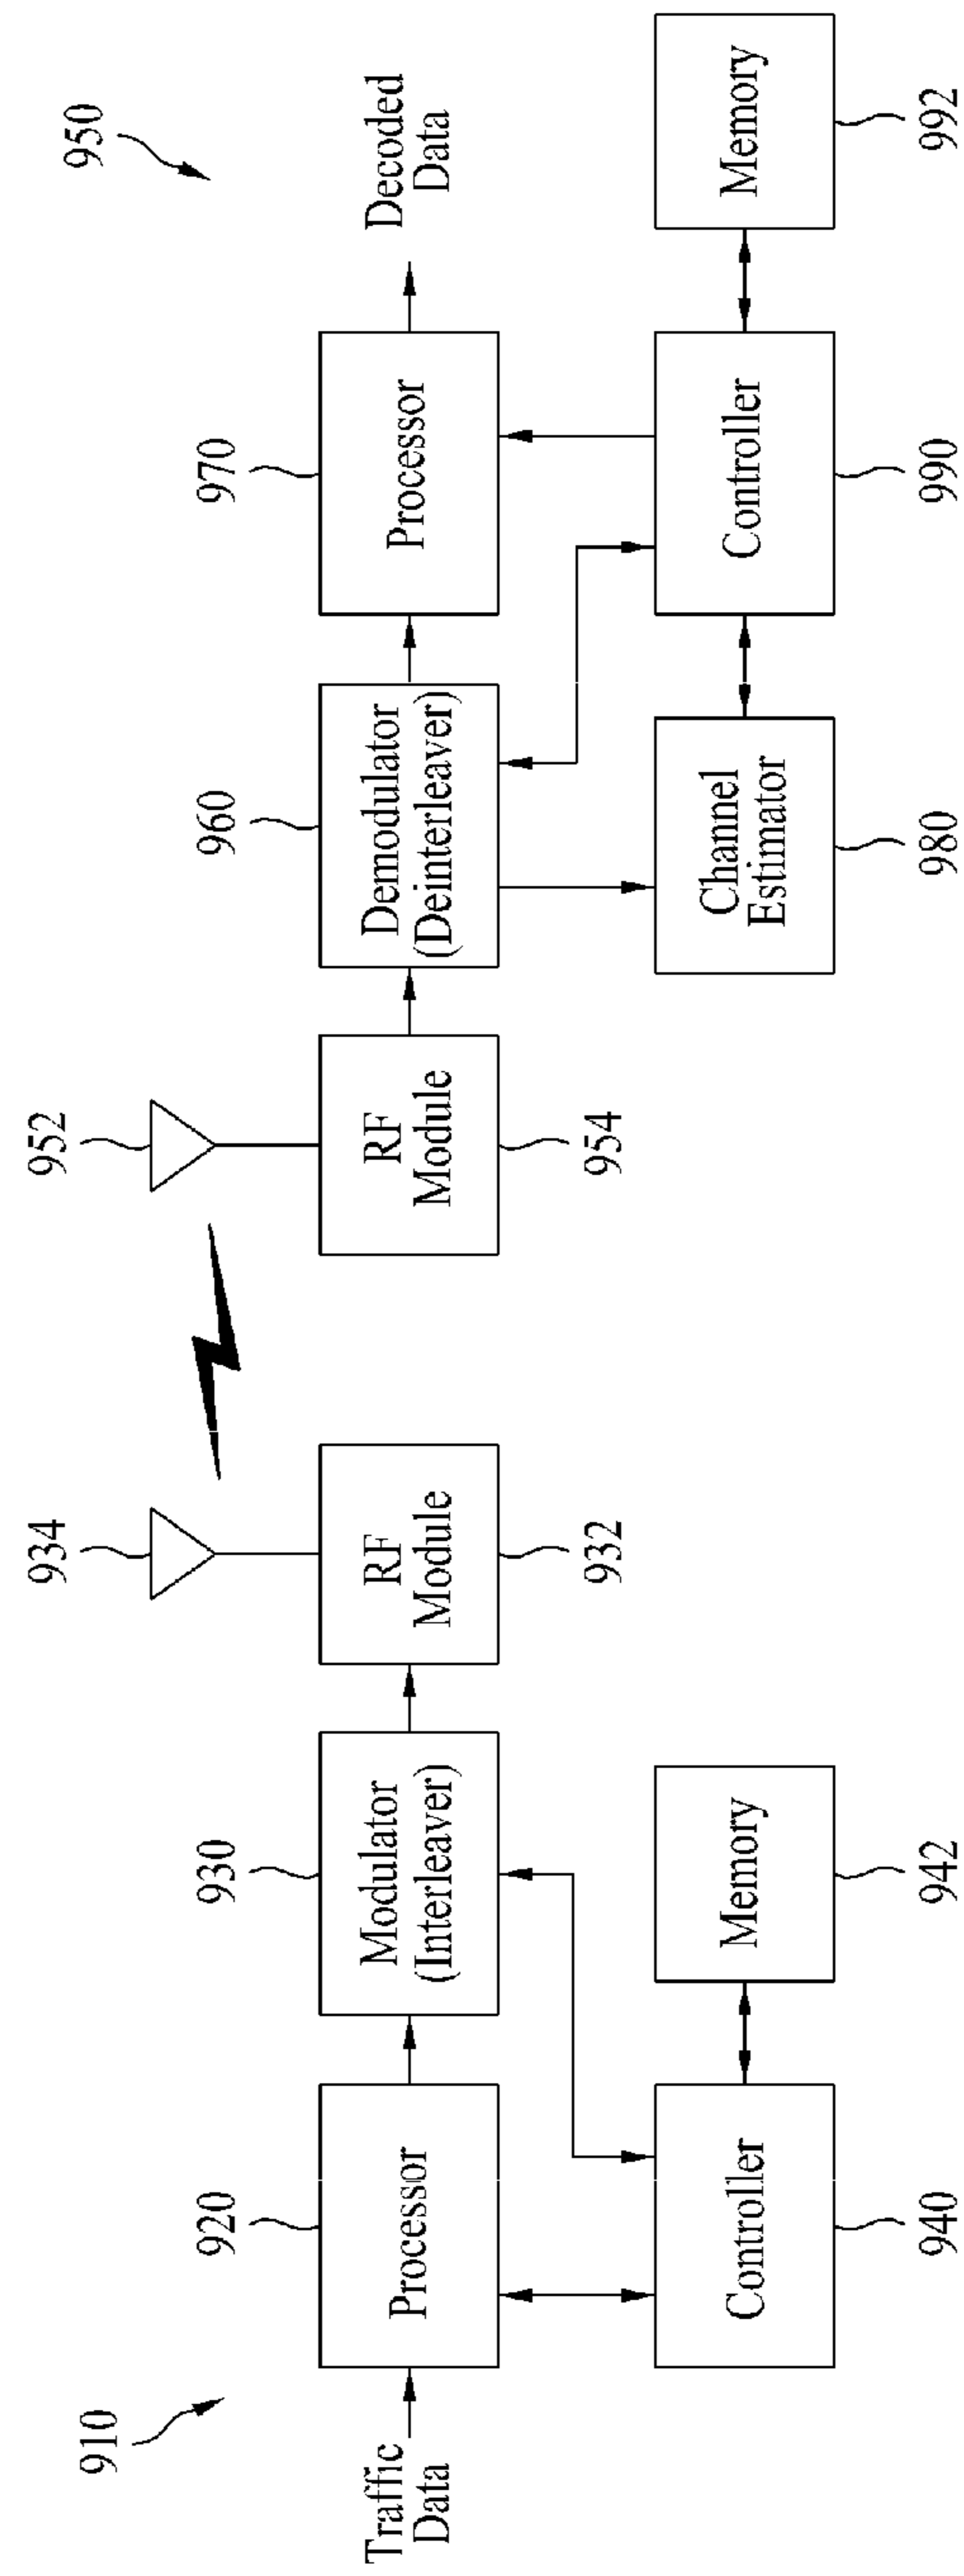 910
950
934
952
920
930
960
970
Traffic
Data
Processor
Modulator
(Interleaver)
RF
Module
RF
Module
Demodulator
(Deinterleaver)
Processor
Decoded
Data
932
954
Controller
Memory
Channel
Estimator
Controller
Memory
940
942
980
990
992